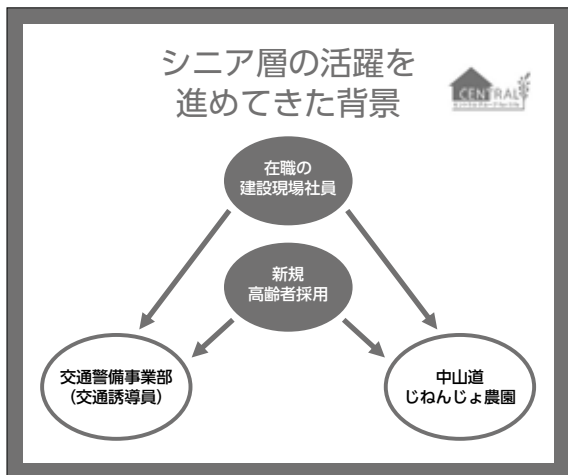 シニア層の活躍を
進めてきた背景
CENTRAL
在職の
建設現場社員
新規
高齢者採用
交通警備事業部
(交通誘導員)
中山道
じねんじょ農園